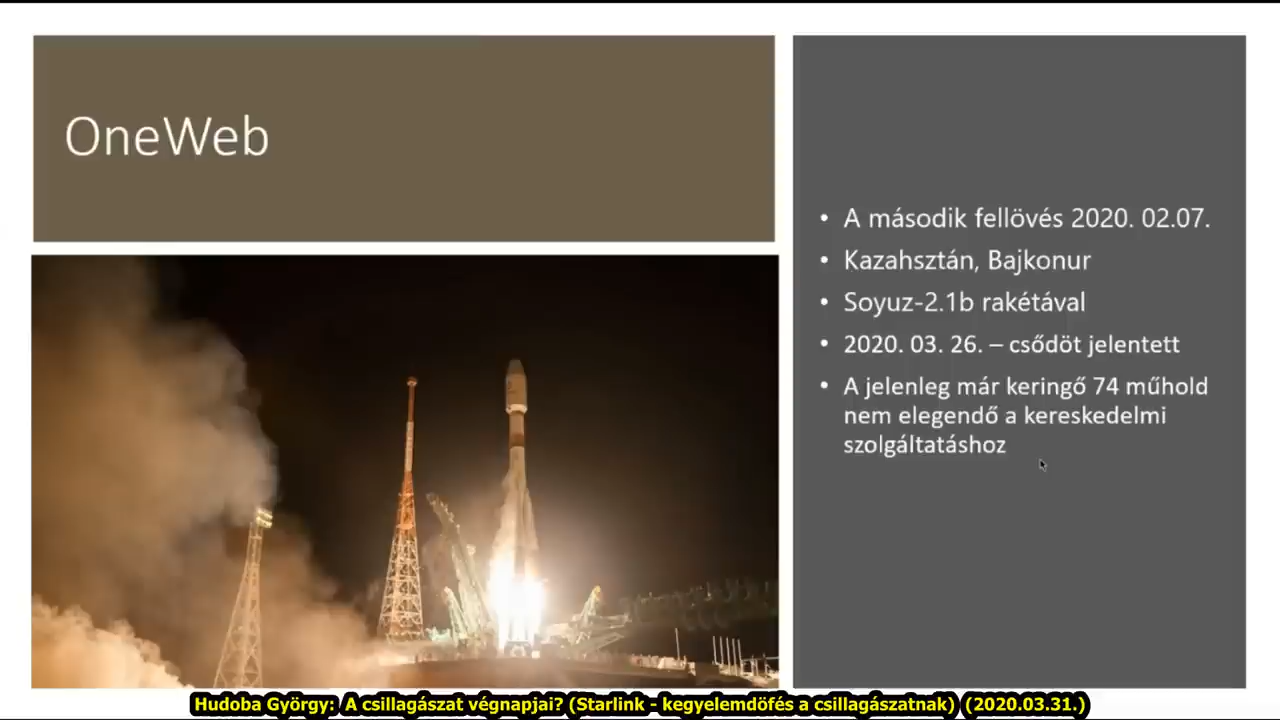 OneWeb
• A második fellövés 2020. 02.07.
• Kazahsztán, Bajkonur
• Soyuz-2.1b rakétával
• 2020. 03. 26. – csődöt jelentett
• A jelenleg már keringő 74 műhold
nem elegendő a kereskedelmi
szolgáltatáshoz
Hudoba György: A csillagászat végnapjai? (Starlink - kegyelemdöfés a csillagászatnak) (2020.03.31.)